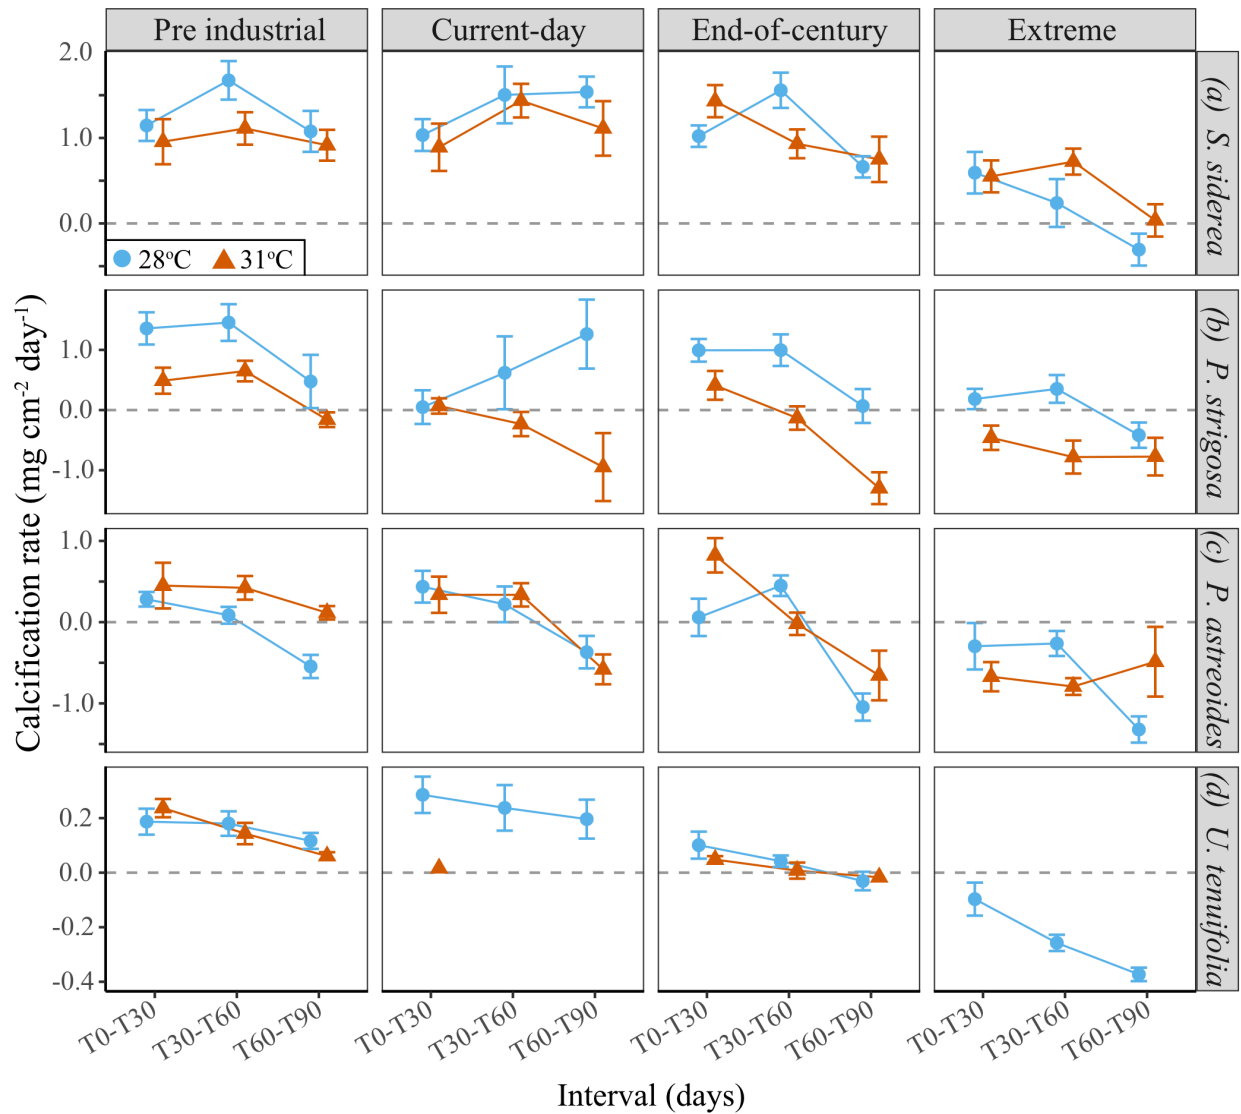 Pre industrial
Current-day
End-of-century
Extreme
Calcification rate (mg cm⁻² day⁻¹)
2.0
1.0
0.0
28°C
31°C
(a) S. siderea
1.0
0.0
-1.0
(b) P. strigosa
1.0
0.0
-1.0
(c) P. astreoides
0.2
0.0
-0.2
-0.4
(d) U. tenuifolia
T0-T30
T30-T60
T60-T90
T0-T30
T30-T60
T60-T90
T0-T30
T30-T60
T60-T90
T0-T30
T30-T60
T60-T90
Interval (days)